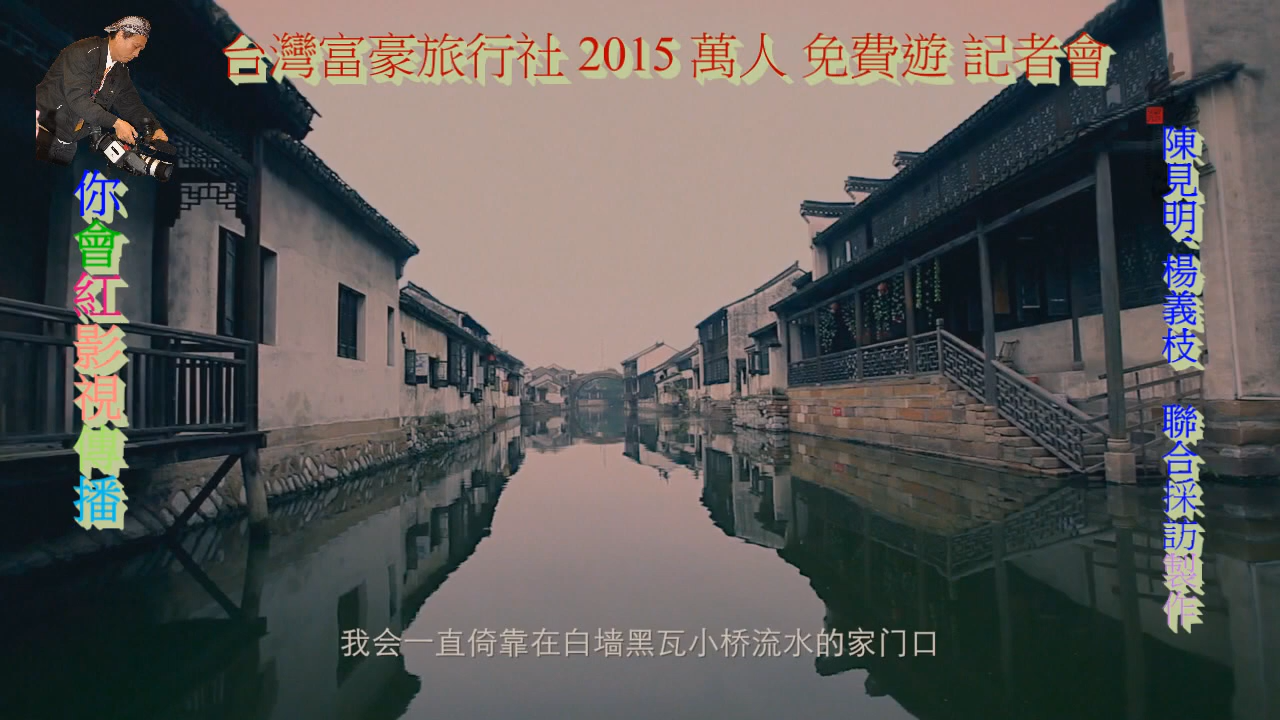 台灣富豪旅行社 2015 萬人 免費遊 記者會
你會紅影視傳播
陳見明、楊義枝 聯合採訪製作
我会一直倚靠在白墙黑瓦小桥流水的家门口